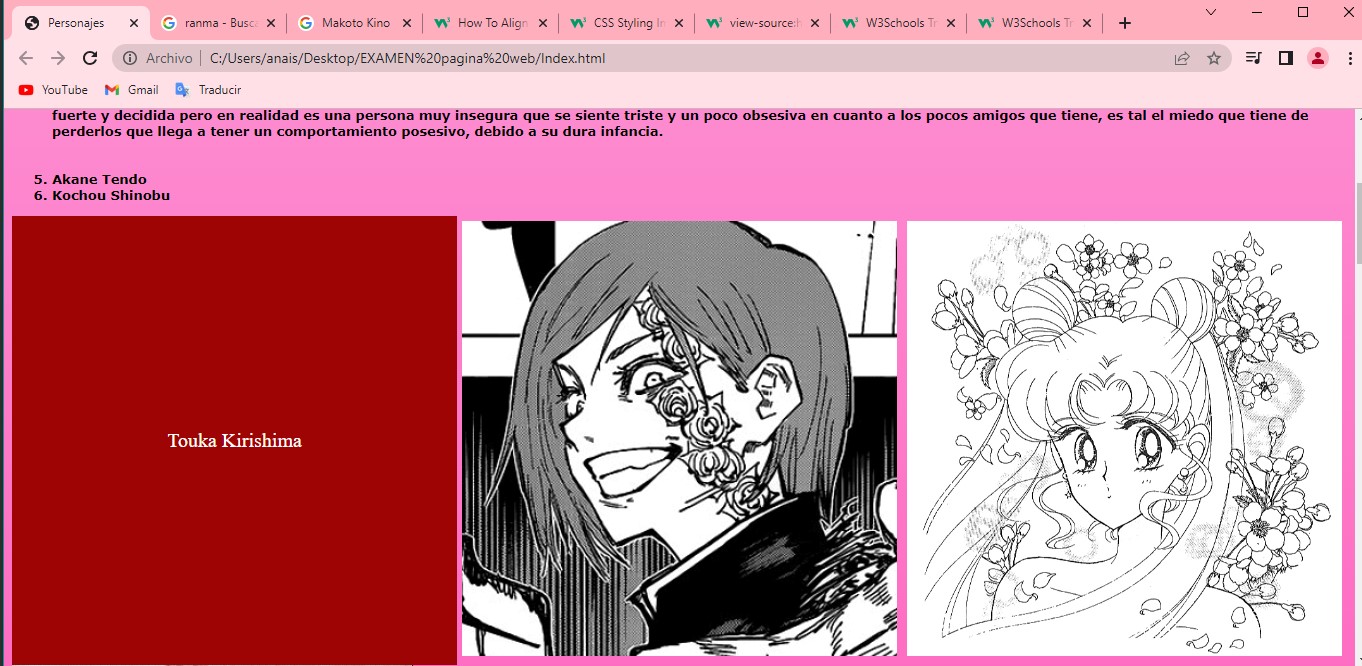 Personajes
ranma - Busc
Makoto Kino
How To Align
CSS Styling Im
view-source:h
W3Schools Tr
W3Schools Tr
Archivo
C:/Users/anais/Desktop/EXAMEN%20pagina%20web/Index.html
YouTube
Gmail
Traducir
fuerte y decidida pero en realidad es una persona muy insegura que se siente triste y un poco obsesiva en cuanto a los pocos amigos que tiene, es tal el miedo que tiene de
perderlos que llega a tener un comportamiento posesivo, debido a su dura infancia.
5. Akane Tendo
6. Kochou Shinobu
Touka Kirishima